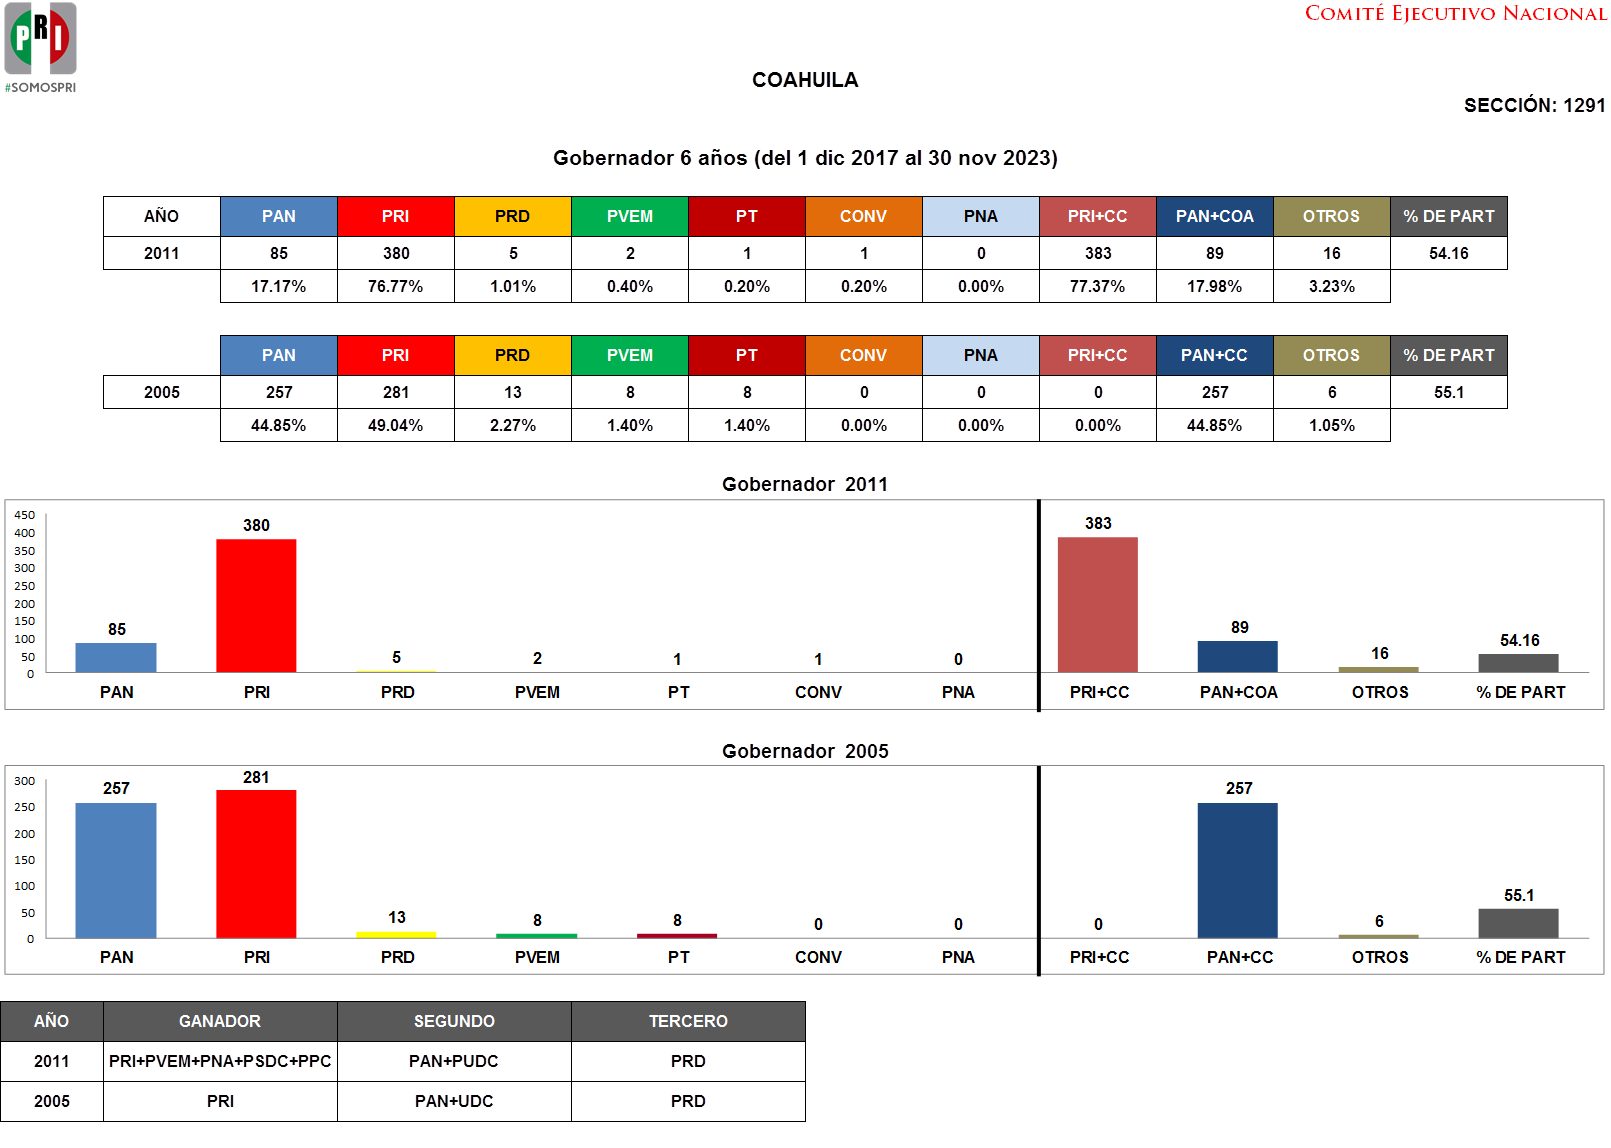 PRI
#SOMOSPRI
COMITÉ EJECUTIVO NACIONAL
COAHUILA
SECCIÓN: 1291
Gobernador 6 años (del 1 dic 2017 al 30 nov 2023)
AÑO PAN PRI PRD PVEM PT CONV PNA PRI+CC PAN+COA OTROS % DE PART
2011 85 380 5 2 1 1 0 383 89 16 54.16
17.17% 76.77% 1.01% 0.40% 0.20% 0.20% 0.00% 77.37% 17.98% 3.23%
PAN PRI PRD PVEM PT CONV PNA PRI+CC PAN+CC OTROS % DE PART
2005 257 281 13 8 8 0 0 0 257 6 55.1
44.85% 49.04% 2.27% 1.40% 1.40% 0.00% 0.00% 0.00% 44.85% 1.05%
Gobernador 2011
450
400
350
300
250
200
150
100
50
0
85 380 5 2 1 1 0 383 89 16 54.16
PAN PRI PRD PVEM PT CONV PNA PRI+CC PAN+COA OTROS % DE PART
Gobernador 2005
300
250
200
150
100
50
0
257 281 13 8 8 0 0 0 257 6 55.1
PAN PRI PRD PVEM PT CONV PNA PRI+CC PAN+CC OTROS % DE PART
AÑO GANADOR SEGUNDO TERCERO
2011 PRI+PVEM+PNA+PSDC+PPC PAN+PUDC PRD
2005 PRI PAN+UDC PRD